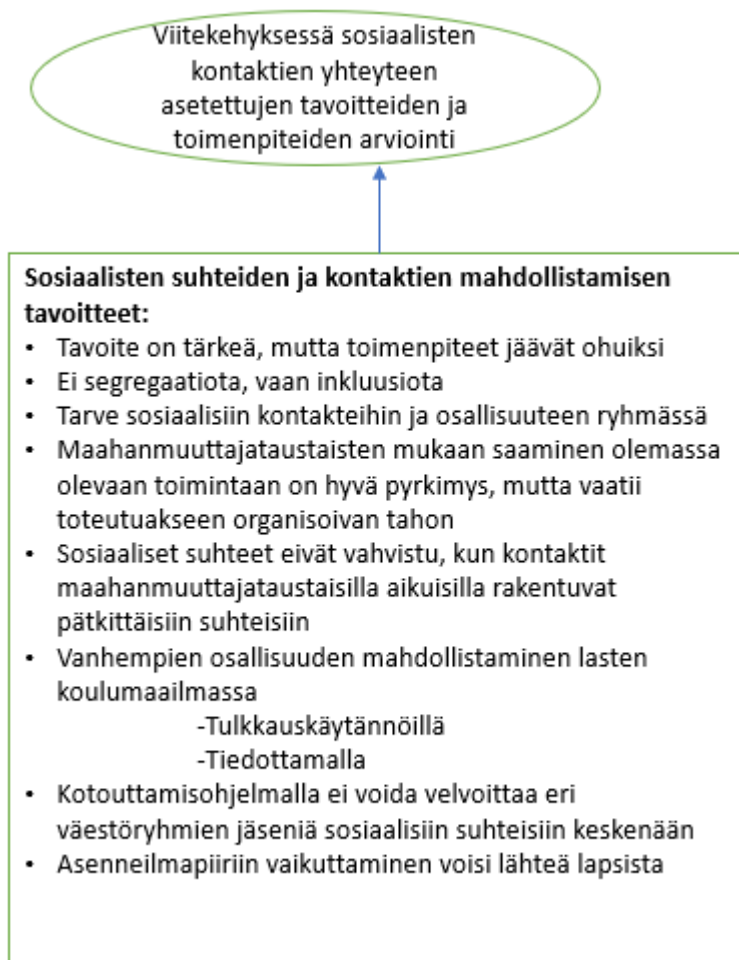 Viitekehyksessä sosiaalisten
kontaktien yhteyteen
asetettujen tavoitteiden ja
toimenpiteiden arviointi
Sosiaalisten suhteiden ja kontaktien mahdollistamisen
tavoitteet:
• Tavoite on tärkeä, mutta toimenpiteet jäävät ohuiksi
• Ei segregaatiota, vaan inkluusiota
• Tarve sosiaalisiin kontakteihin ja osallisuuteen ryhmässä
• Maahanmuuttajataustaisten mukaan saaminen olemassa
olevaan toimintaan on hyvä pyrkimys, mutta vaatii
toteutuakseen organisoivan tahon
• Sosiaaliset suhteet eivät vahvistu, kun kontaktit
maahanmuuttajataustaisilla aikuisilla rakentuvat
pätkittäisiin suhteisiin
• Vanhempien osallisuuden mahdollistaminen lasten
koulumaailmassa
-Tulkkauskäytännöillä
-Tiedottamalla
• Kotouttamisohjelmalla ei voida velvoittaa eri
väestöryhmien jäseniä sosiaalisiin suhteisiin keskenään
• Asenneilmapiiriin vaikuttaminen voisi lähteä lapsista